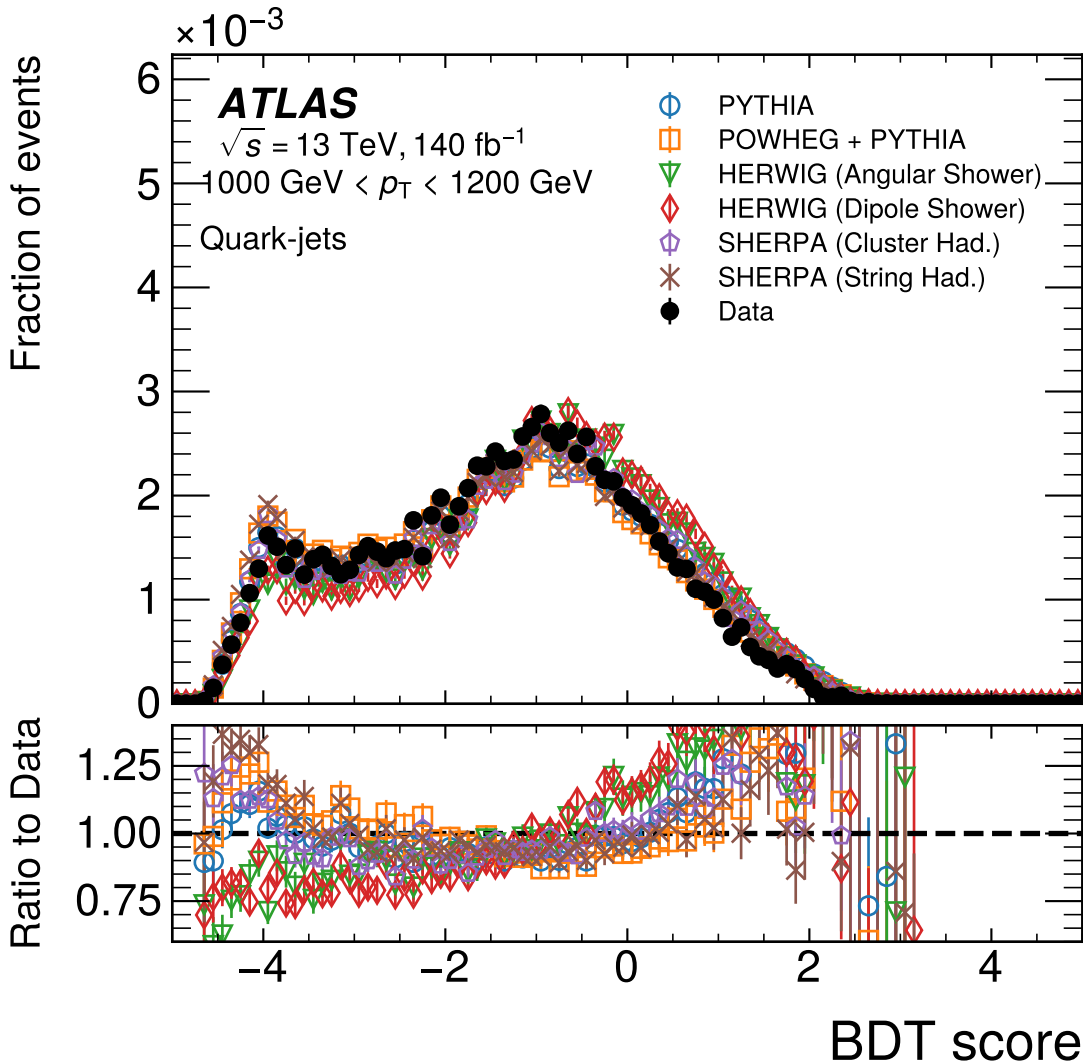 ×10⁻³
Fraction of events
6
5
4
3
2
1
0
ATLAS
√s = 13 TeV, 140 fb⁻¹
1000 GeV < p_T < 1200 GeV
Quark-jets
PYTHIA
POWHEG + PYTHIA
HERWIG (Angular Shower)
HERWIG (Dipole Shower)
SHERPA (Cluster Had.)
SHERPA (String Had.)
Data
Ratio to Data
1.25
1.00
0.75
−4 −2 0 2 4
BDT score